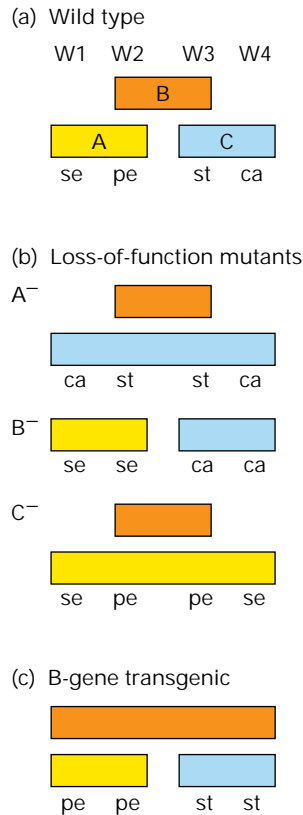 (a) Wild type
W1 W2 W3 W4
B
A C
se pe st ca
(b) Loss-of-function mutants
A⁻
ca st st ca
B⁻
se se ca ca
C⁻
se pe pe se
(c) B-gene transgenic
pe pe st st